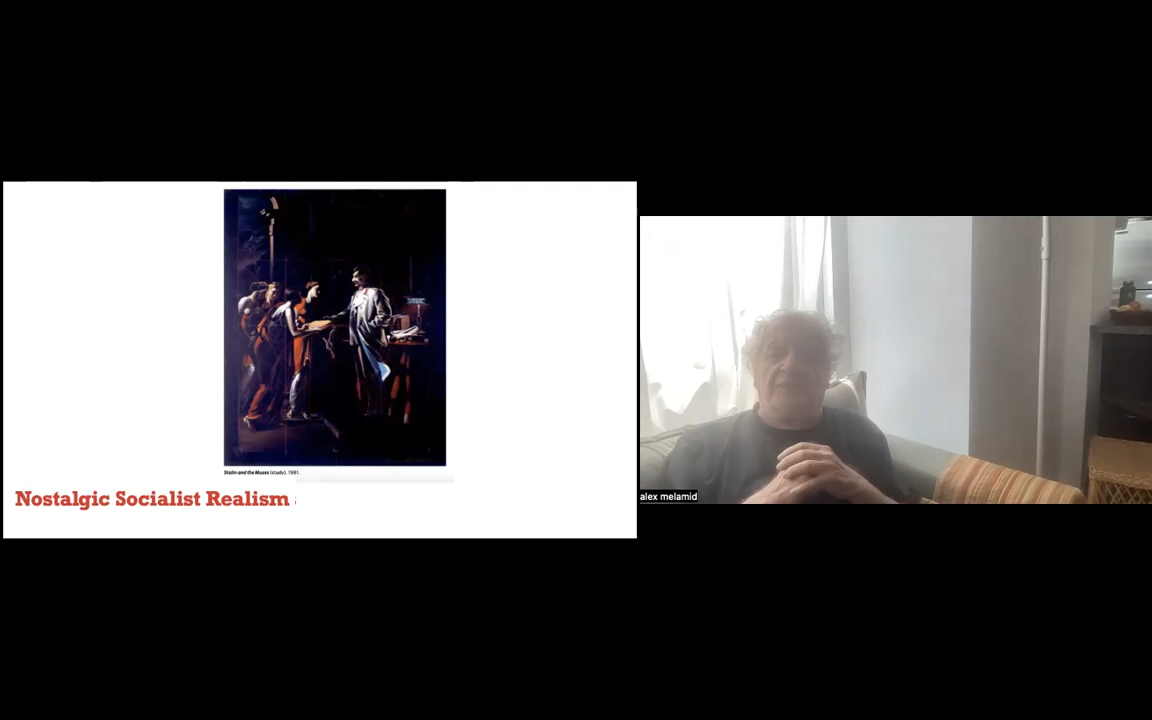 Stalin and the Muses (study). 1981.
Nostalgic Socialist Realism
alex melamid